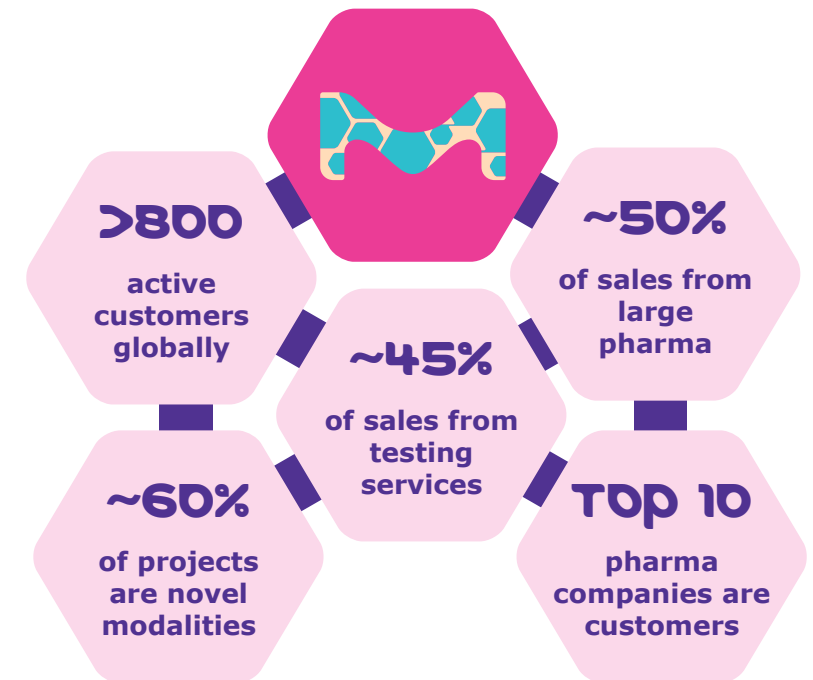 >800
active
customers
globally
~50%
of sales from
large
pharma
~45%
of sales from
testing
services
~60%
of projects
are novel
modalities
Top 10
pharma
companies are
customers